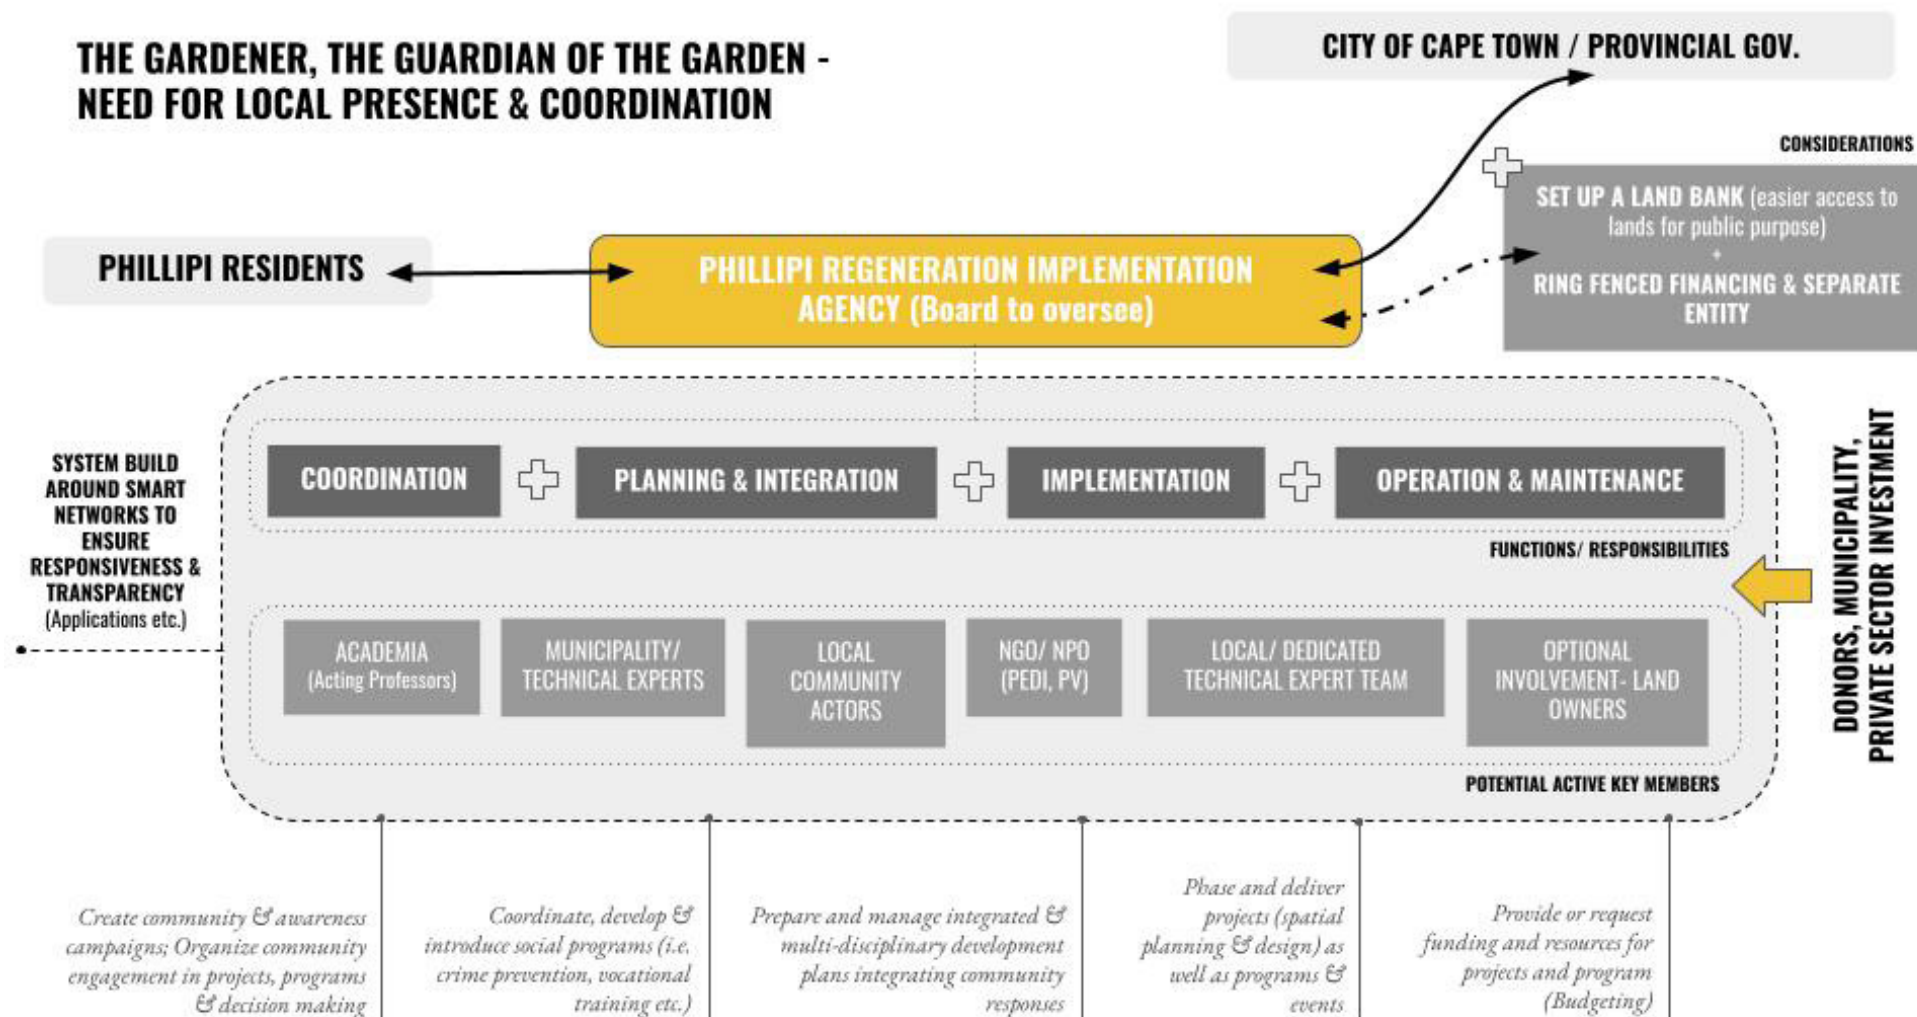 THE GARDENER, THE GUARDIAN OF THE GARDEN -
NEED FOR LOCAL PRESENCE & COORDINATION
CITY OF CAPE TOWN / PROVINCIAL GOV.
CONSIDERATIONS
SET UP A LAND BANK (easier access to
lands for public purpose)
+
RING FENCED FINANCING & SEPARATE
ENTITY
PHILLIPI RESIDENTS
PHILLIPI REGENERATION IMPLEMENTATION
AGENCY (Board to oversee)
SYSTEM BUILD
AROUND SMART
NETWORKS TO
ENSURE
RESPONSIVENESS &
TRANSPARENCY
(Applications etc.)
COORDINATION
PLANNING & INTEGRATION
IMPLEMENTATION
OPERATION & MAINTENANCE
FUNCTIONS/ RESPONSIBILITIES
DONORS, MUNICIPALITY,
PRIVATE SECTOR INVESTMENT
ACADEMIA
(Acting Professors)
MUNICIPALITY/
TECHNICAL EXPERTS
LOCAL
COMMUNITY
ACTORS
NGO/ NPO
(PEDI, PV)
LOCAL/ DEDICATED
TECHNICAL EXPERT TEAM
OPTIONAL
INVOLVEMENT- LAND
OWNERS
POTENTIAL ACTIVE KEY MEMBERS
Create community & awareness
campaigns; Organize community
engagement in projects, programs
& decision making
Coordinate, develop &
introduce social programs (i.e.
crime prevention, vocational
training etc.)
Prepare and manage integrated &
multi-disciplinary development
plans integrating community
responses
Phase and deliver
projects (spatial
planning & design) as
well as programs &
events
Provide or request
funding and resources for
projects and program
(Budgeting)